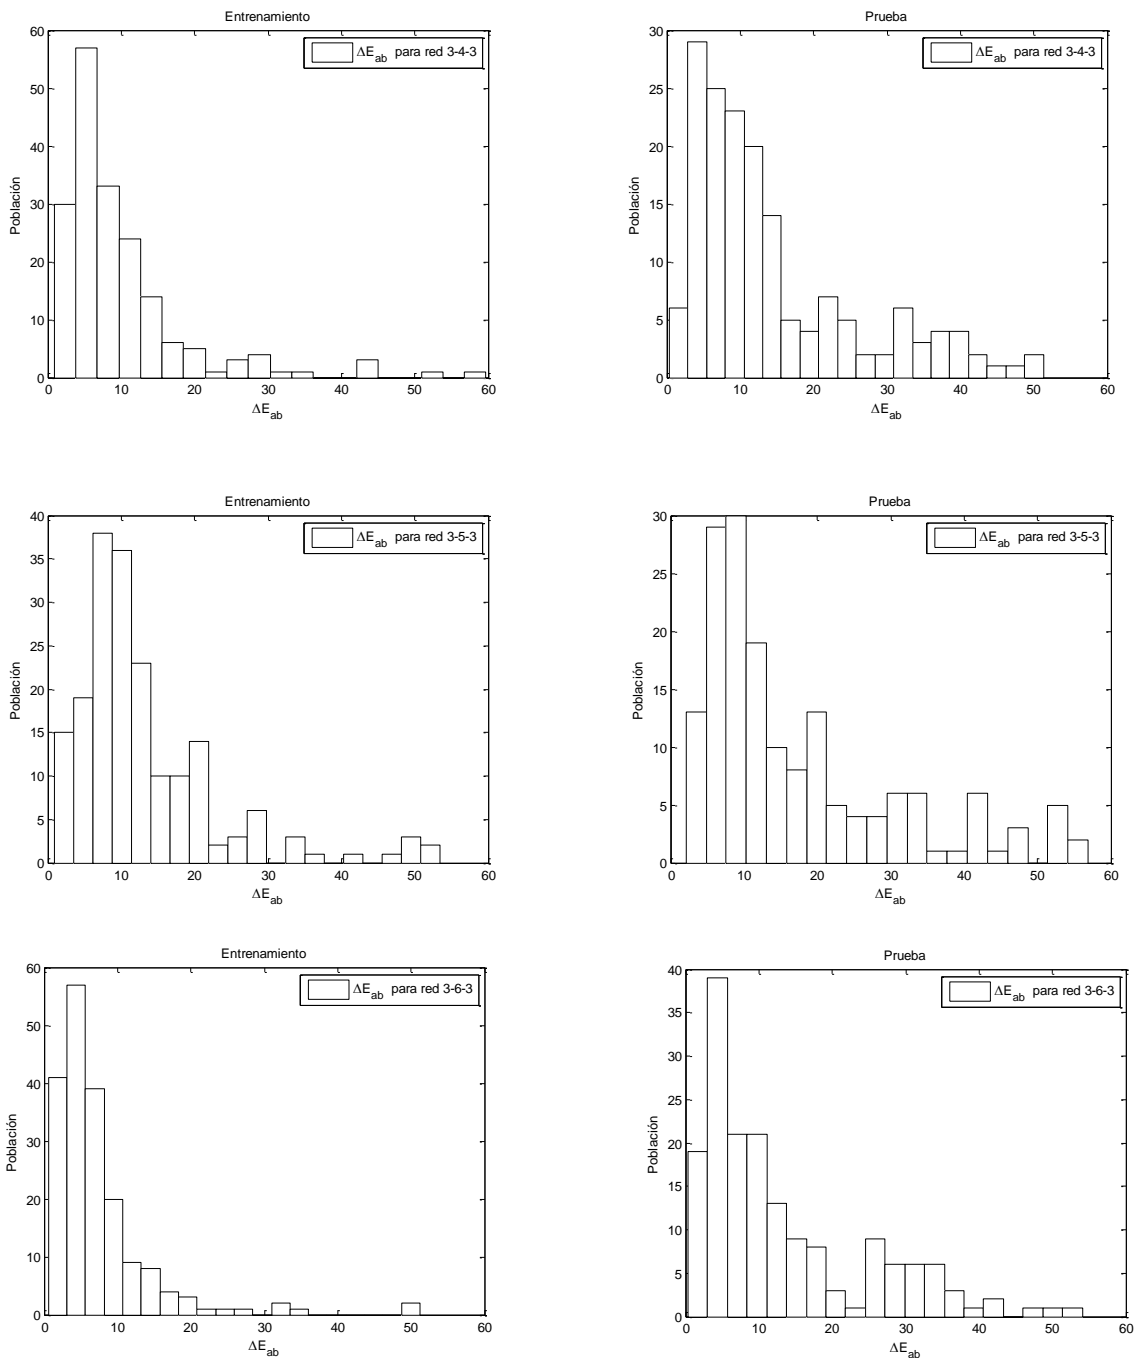 Entrenamiento
ΔEab para red 3-4-3
Población
60
50
40
30
20
10
0
0 10 20 30 40 50 60
ΔEab
Prueba
ΔEab para red 3-4-3
Población
30
25
20
15
10
5
0
0 10 20 30 40 50 60
ΔEab
Entrenamiento
ΔEab para red 3-5-3
Población
40
35
30
25
20
15
10
5
0
0 10 20 30 40 50 60
ΔEab
Prueba
ΔEab para red 3-5-3
Población
30
25
20
15
10
5
0
0 10 20 30 40 50 60
ΔEab
Entrenamiento
ΔEab para red 3-6-3
Población
60
50
40
30
20
10
0
0 10 20 30 40 50 60
ΔEab
Prueba
ΔEab para red 3-6-3
Población
40
35
30
25
20
15
10
5
0
0 10 20 30 40 50 60
ΔEab